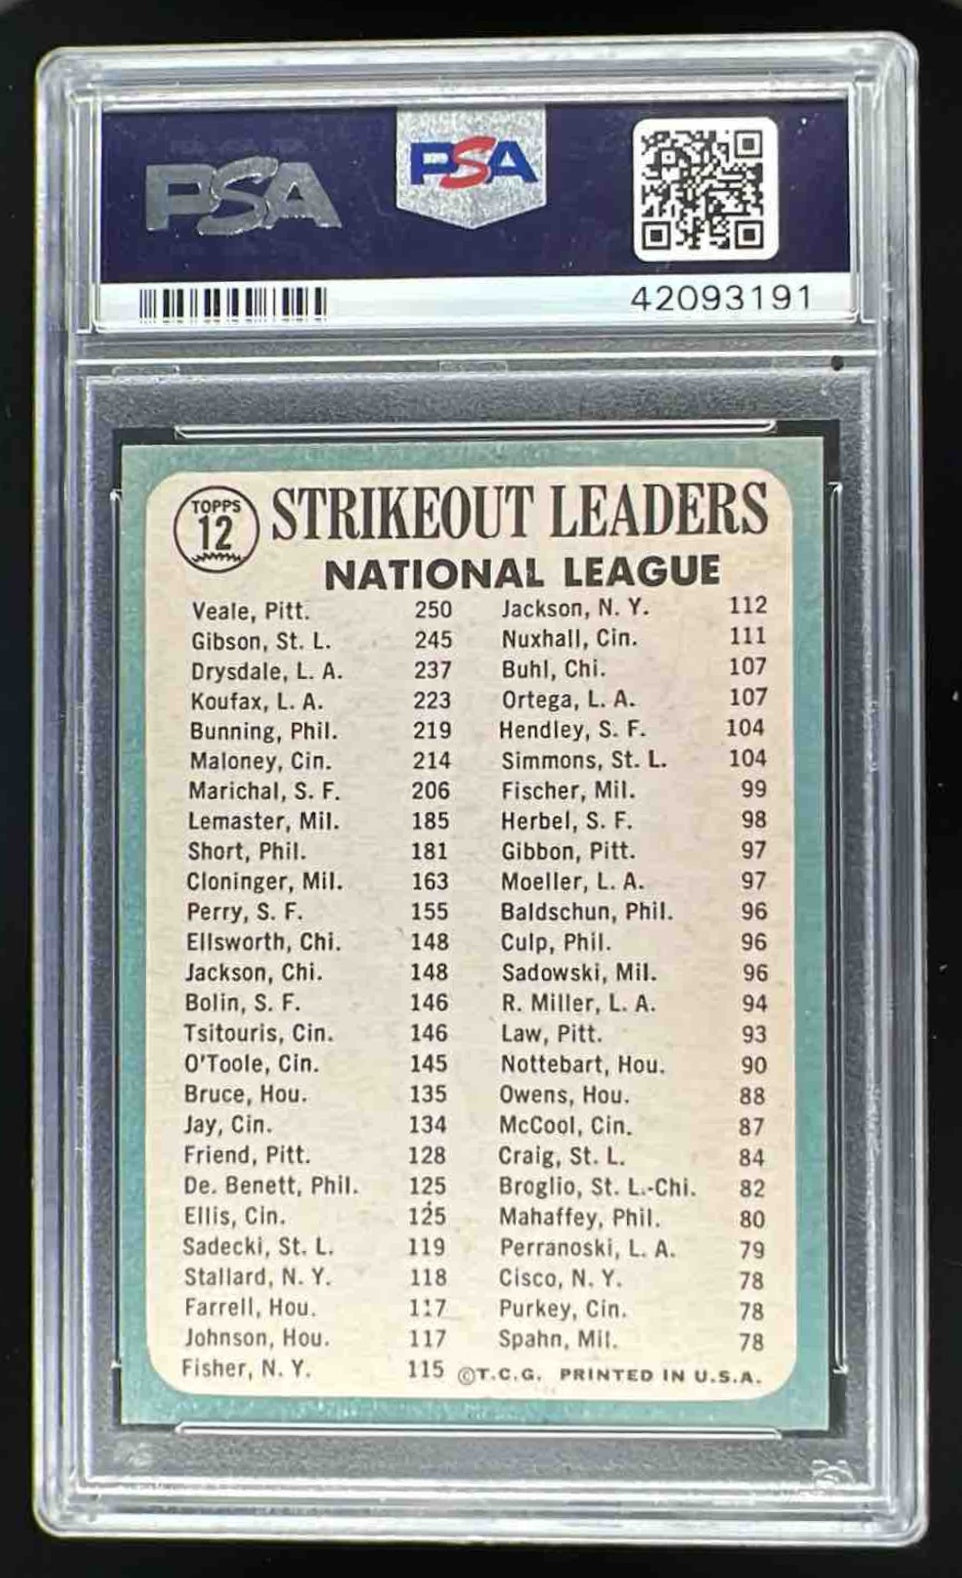 PSA
PSA
42093191
TOPPS
12
STRIKEOUT LEADERS
NATIONAL LEAGUE
Veale, Pitt. 250
Gibson, St. L. 245
Drysdale, L. A. 237
Koufax, L. A. 223
Bunning, Phil. 219
Maloney, Cin. 214
Marichal, S. F. 206
Lemaster, Mil. 185
Short, Phil. 181
Cloninger, Mil. 163
Perry, S. F. 155
Ellsworth, Chi. 148
Jackson, Chi. 148
Bolin, S. F. 146
Tsitouris, Cin. 146
O'Toole, Cin. 145
Bruce, Hou. 135
Jay, Cin. 134
Friend, Pitt. 128
De. Benett, Phil. 125
Ellis, Cin. 125
Sadecki, St. L. 119
Stallard, N. Y. 118
Farrell, Hou. 117
Johnson, Hou. 117
Fisher, N. Y. 115
Jackson, N. Y. 112
Nuxhall, Cin. 111
Buhl, Chi. 107
Ortega, L. A. 107
Hendley, S. F. 104
Simmons, St. L. 104
Fischer, Mil. 99
Herbel, S. F. 98
Gibbon, Pitt. 97
Moeller, L. A. 97
Baldschun, Phil. 96
Culp, Phil. 96
Sadowski, Mil. 96
R. Miller, L. A. 94
Law, Pitt. 93
Nottebart, Hou. 90
Owens, Hou. 88
McCool, Cin. 87
Craig, St. L. 84
Broglio, St. L.-Chi. 82
Mahaffey, Phil. 80
Perranoski, L. A. 79
Cisco, N. Y. 78
Purkey, Cin. 78
Spahn, Mil. 78
©T.C.G. PRINTED IN U.S.A.